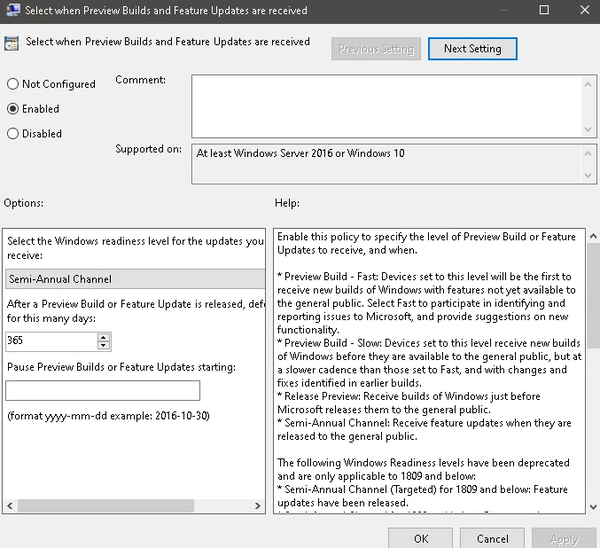 Select when Preview Builds and Feature Updates are received
Select when Preview Builds and Feature Updates are received
Previous Setting
Next Setting
Not Configured
Enabled
Disabled
Comment:
Supported on:
At least Windows Server 2016 or Windows 10
Options:
Help:
Select the Windows readiness level for the updates you
receive:
Semi-Annual Channel
After a Preview Build or Feature Update is released, defe
for this many days:
365
Pause Preview Builds or Feature Updates starting:
(format yyyy-mm-dd example: 2016-10-30)
Enable this policy to specify the level of Preview Build or Feature
Updates to receive, and when.
* Preview Build - Fast: Devices set to this level will be the first to
receive new builds of Windows with features not yet available to
the general public. Select Fast to participate in identifying and
reporting issues to Microsoft, and provide suggestions on new
functionality.
* Preview Build - Slow: Devices set to this level receive new builds
of Windows before they are available to the general public, but at
a slower cadence than those set to Fast, and with changes and
fixes identified in earlier builds.
* Release Preview: Receive builds of Windows just before
Microsoft releases them to the general public.
* Semi-Annual Channel: Receive feature updates when they are
released to the general public.
The following Windows Readiness levels have been deprecated
and are only applicable to 1809 and below:
* Semi-Annual Channel (Targeted) for 1809 and below: Feature
updates have been released.
OK
Cancel
Apply